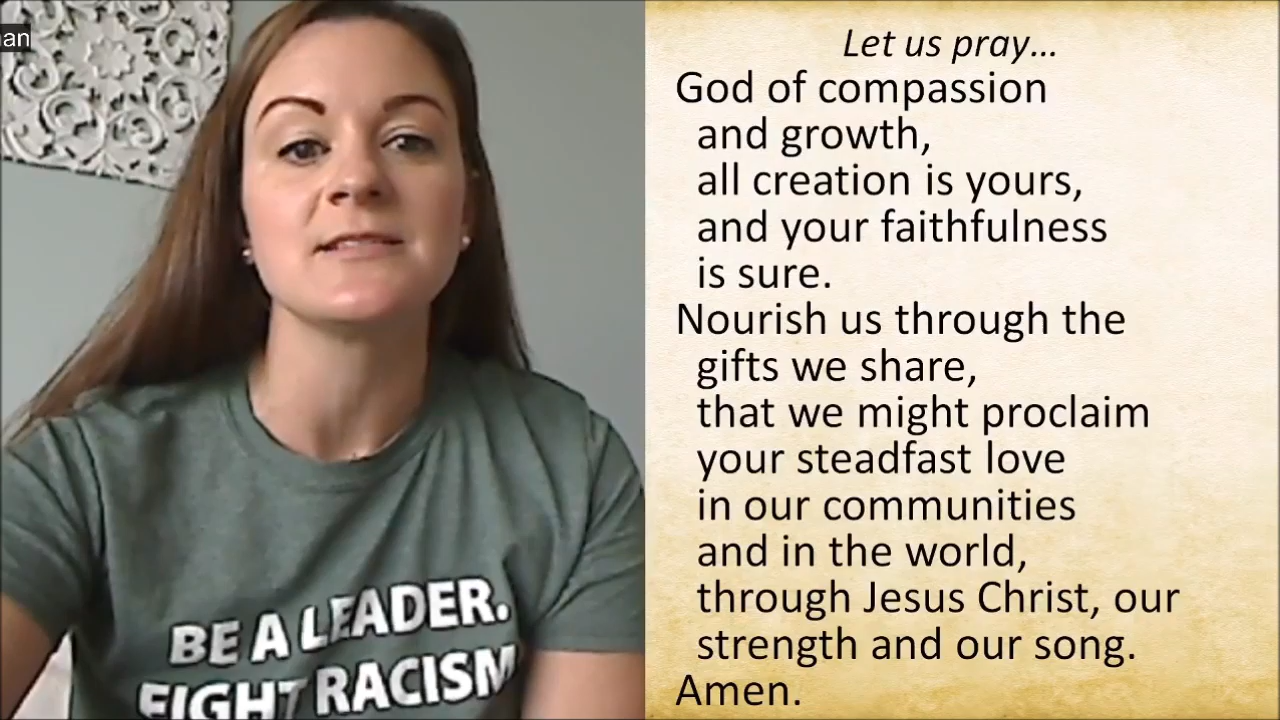 an
Let us pray...
God of compassion
and growth,
all creation is yours,
and your faithfulness
is sure.
Nourish us through the
gifts we share,
that we might proclaim
your steadfast love
in our communities
and in the world,
through Jesus Christ, our
strength and our song.
Amen.
BE A LEADER.
FIGHT RACISM